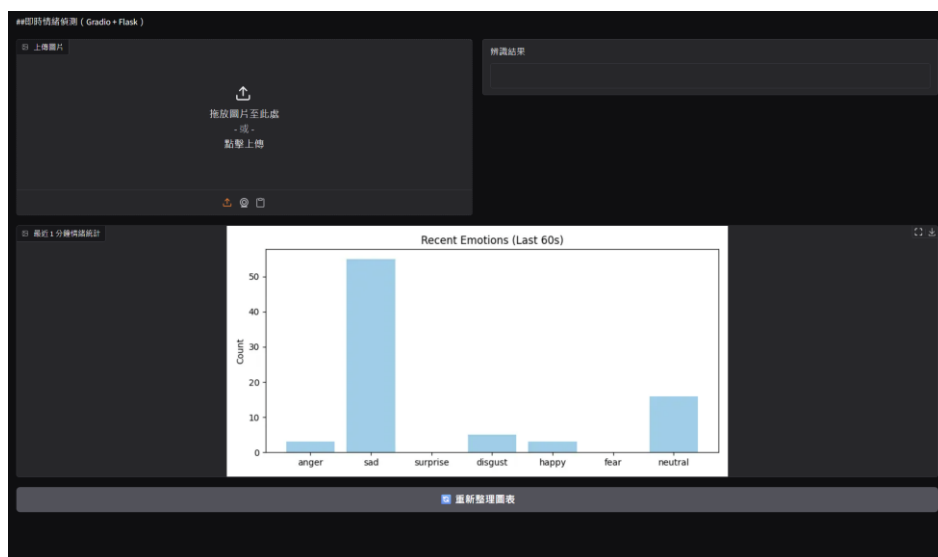 ##即時情緒偵測 ( Gradio + Flask )
上傳圖片
拖放圖片至此處
- 或 -
點擊上傳
辨識結果
最近 1 分鐘情緒統計
Recent Emotions (Last 60s)
Count
50
40
30
20
10
0
anger sad surprise disgust happy fear neutral
重新整理圖表